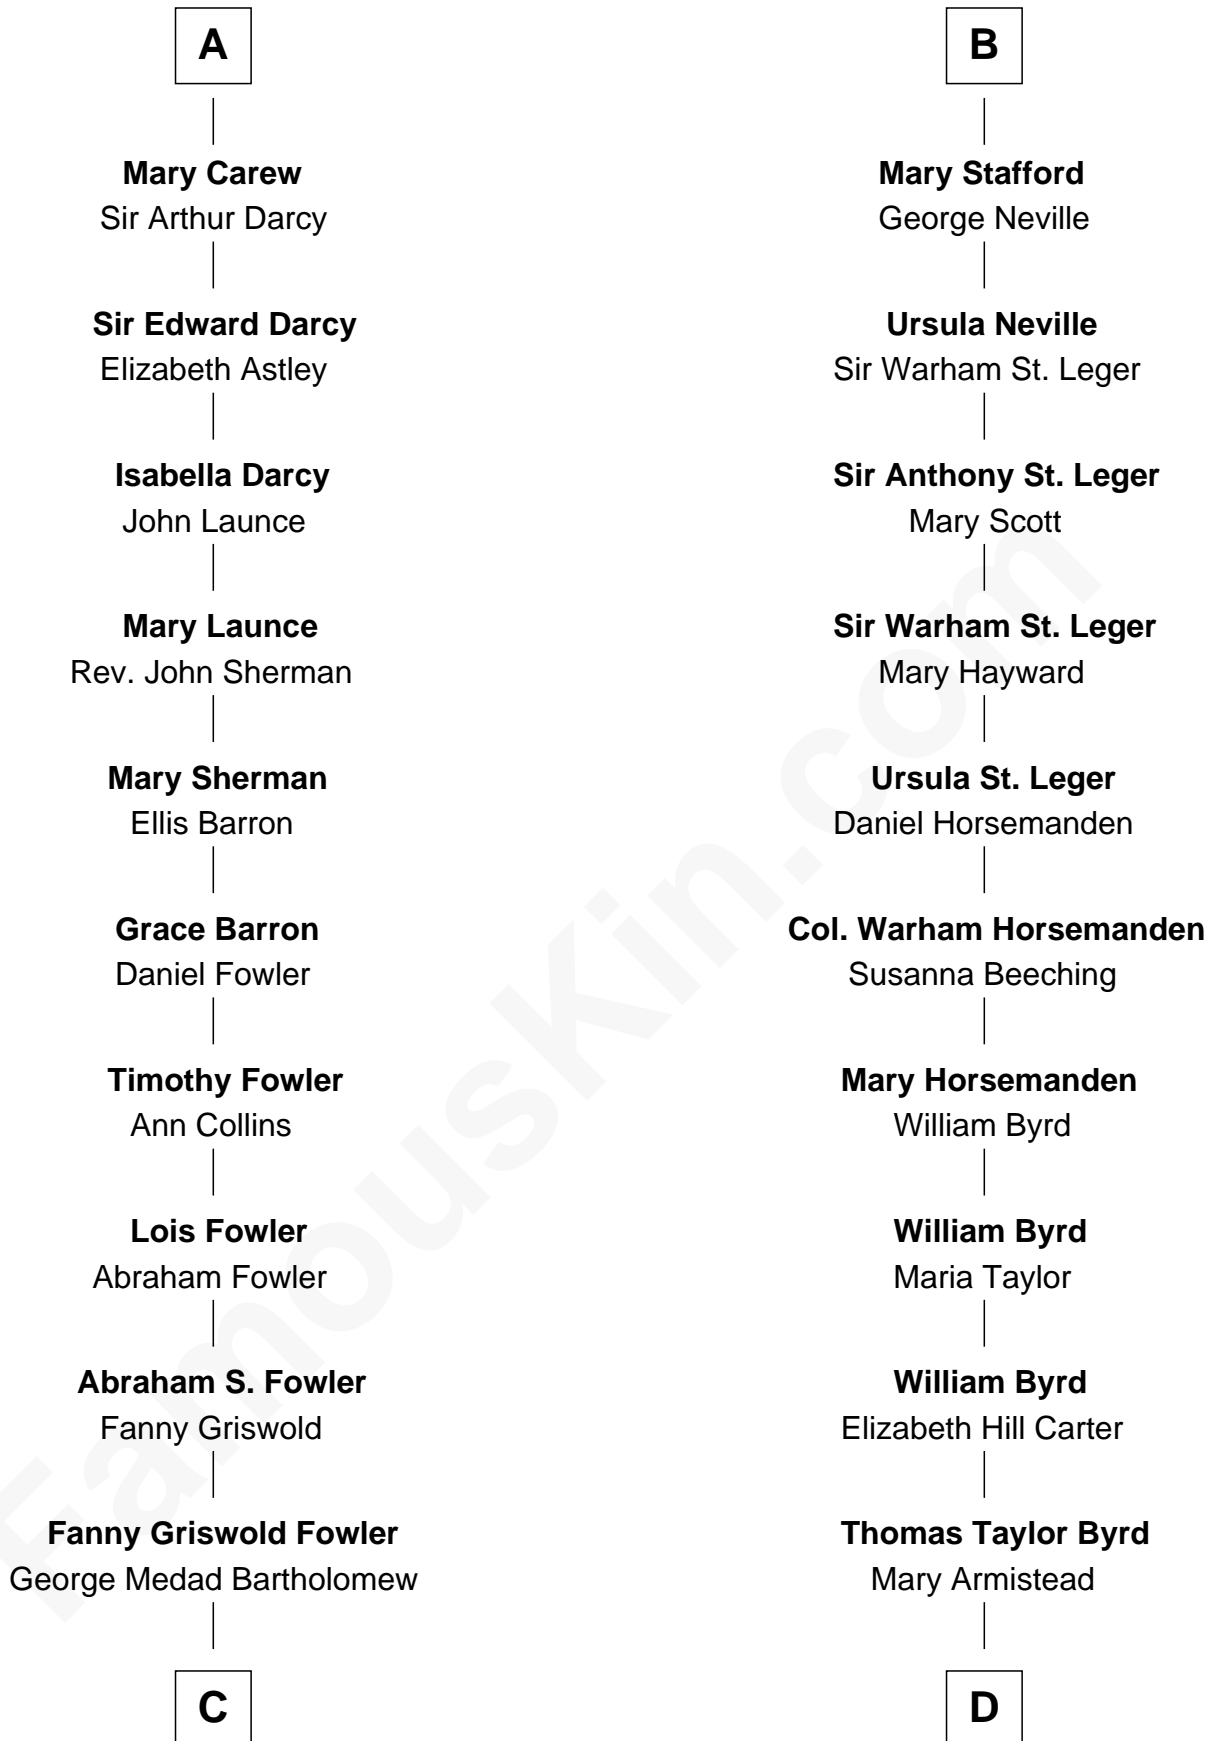 A
Mary Carew
Sir Arthur Darcy
Sir Edward Darcy
Elizabeth Astley
Isabella Darcy
John Launce
Mary Launce
Rev. John Sherman
Mary Sherman
Ellis Barron
Grace Barron
Daniel Fowler
Timothy Fowler
Ann Collins
Lois Fowler
Abraham Fowler
Abraham S. Fowler
Fanny Griswold
Fanny Griswold Fowler
George Medad Bartholomew
C
B
Mary Stafford
George Neville
Ursula Neville
Sir Warham St. Leger
Sir Anthony St. Leger
Mary Scott
Sir Warham St. Leger
Mary Hayward
Ursula St. Leger
Daniel Horsemanden
Col. Warham Horsemanden
Susanna Beeching
Mary Horsemanden
William Byrd
William Byrd
Maria Taylor
William Byrd
Elizabeth Hill Carter
Thomas Taylor Byrd
Mary Armistead
D
FamousKin.com